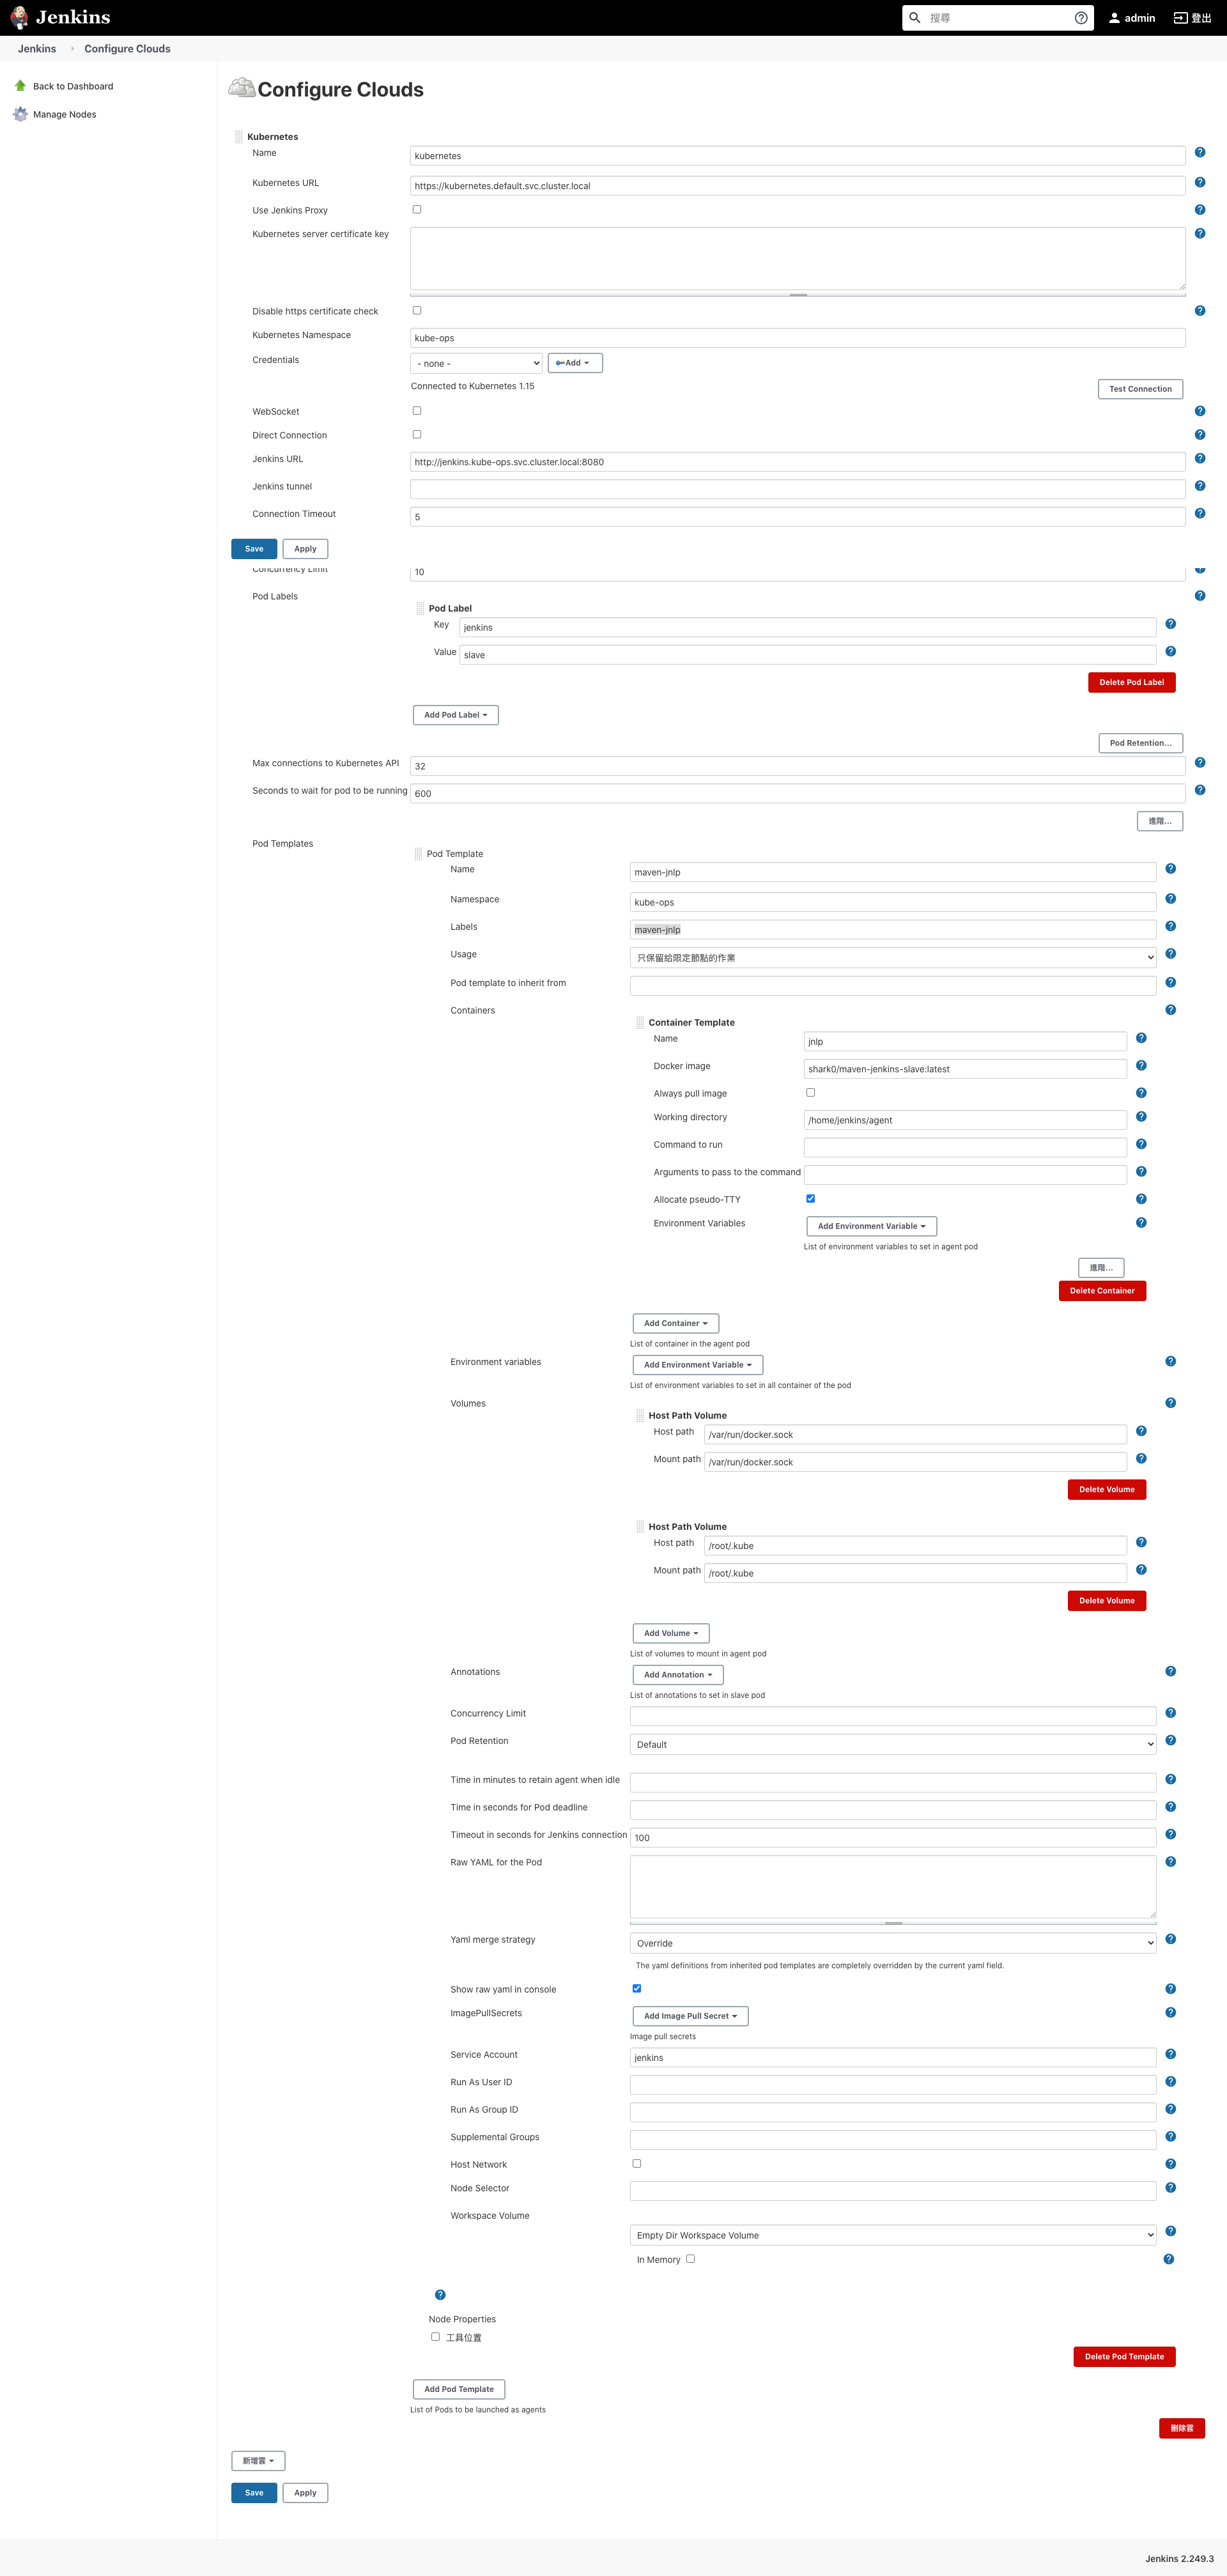 Jenkins
搜尋
admin
登出
Jenkins
Configure Clouds
Back to Dashboard
Manage Nodes
Configure Clouds
Kubernetes
Name
kubernetes
Kubernetes URL
https://kubernetes.default.svc.cluster.local
Use Jenkins Proxy
Kubernetes server certificate key
Disable https certificate check
Kubernetes Namespace
kube-ops
Credentials
- none -
Add
Connected to Kubernetes 1.15
Test Connection
WebSocket
Direct Connection
Jenkins URL
http://jenkins.kube-ops.svc.cluster.local:8080
Jenkins tunnel
Connection Timeout
5
Save
Apply
Concurrency Limit
10
Pod Labels
Pod Label
Key
jenkins
Value
slave
Delete Pod Label
Add Pod Label
Pod Retention...
Max connections to Kubernetes API
32
Seconds to wait for pod to be running
600
進階...
Pod Templates
Pod Template
Name
maven-jnlp
Namespace
kube-ops
Labels
maven-jnlp
Usage
只保留給限定節點的作業
Pod template to inherit from
Containers
Container Template
Name
jnlp
Docker image
shark0/maven-jenkins-slave:latest
Always pull image
Working directory
/home/jenkins/agent
Command to run
Arguments to pass to the command
Allocate pseudo-TTY
Environment Variables
Add Environment Variable
List of environment variables to set in agent pod
進階...
Delete Container
Add Container
List of container in the agent pod
Environment variables
Add Environment Variable
List of environment variables to set in all container of the pod
Volumes
Host Path Volume
Host path
/var/run/docker.sock
Mount path
/var/run/docker.sock
Delete Volume
Host Path Volume
Host path
/root/.kube
Mount path
/root/.kube
Delete Volume
Add Volume
List of volumes to mount in agent pod
Annotations
Add Annotation
List of annotations to set in slave pod
Concurrency Limit
Pod Retention
Default
Time in minutes to retain agent when idle
Time in seconds for Pod deadline
Timeout in seconds for Jenkins connection
100
Raw YAML for the Pod
Yaml merge strategy
Override
The yaml definitions from inherited pod templates are completely overridden by the current yaml field.
Show raw yaml in console
ImagePullSecrets
Add Image Pull Secret
Image pull secrets
Service Account
jenkins
Run As User ID
Run As Group ID
Supplemental Groups
Host Network
Node Selector
Workspace Volume
Empty Dir Workspace Volume
In Memory
Node Properties
工具位置
Delete Pod Template
Add Pod Template
List of Pods to be launched as agents
刪除雲
新增雲
Save
Apply
Jenkins 2.249.3